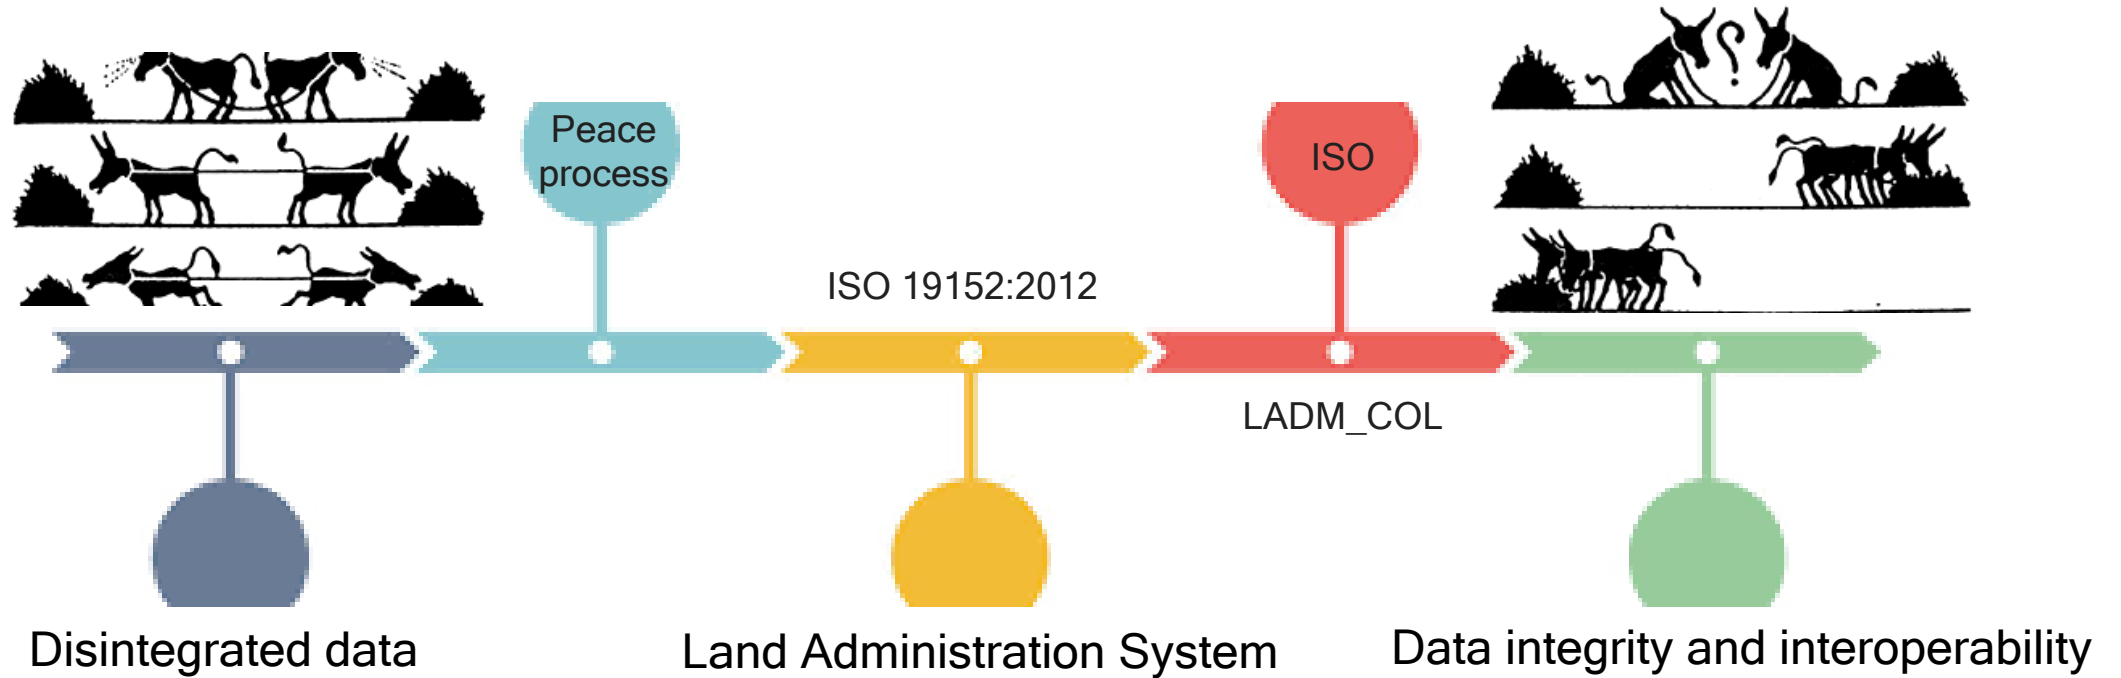 Peace
process
ISO
ISO 19152:2012
LADM_COL
Disintegrated data
Land Administration System
Data integrity and interoperability